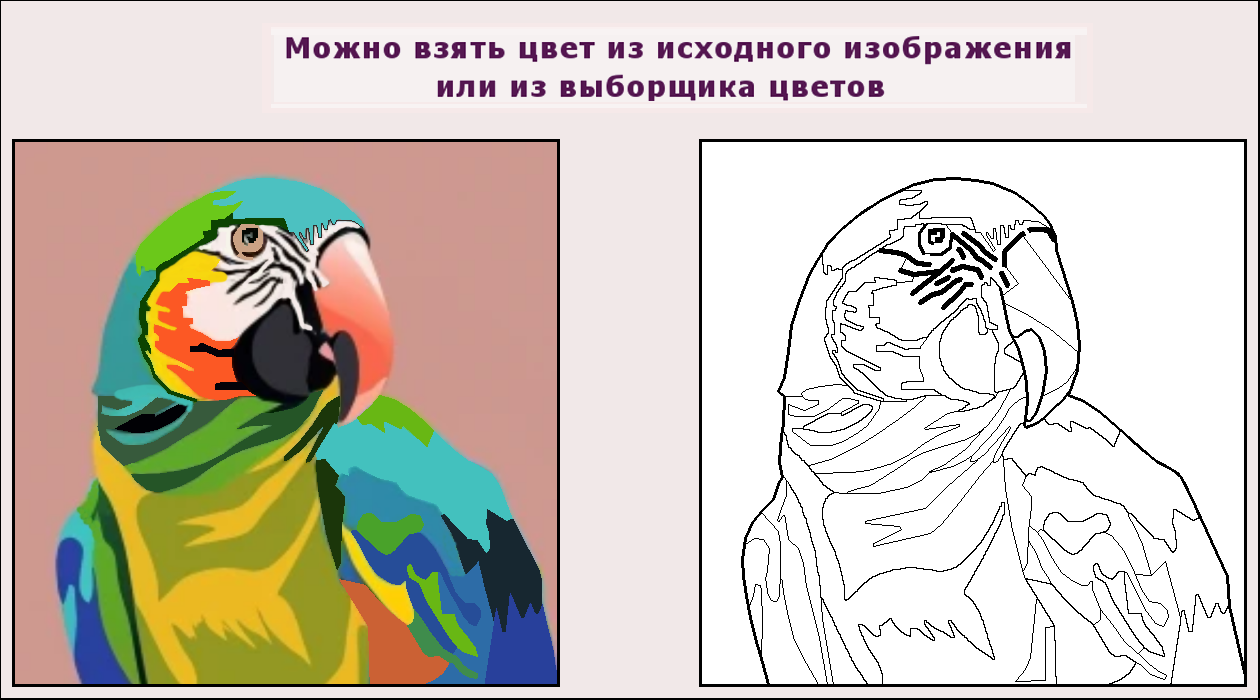 Можно взять цвет из исходного изображения
или из выборщика цветов